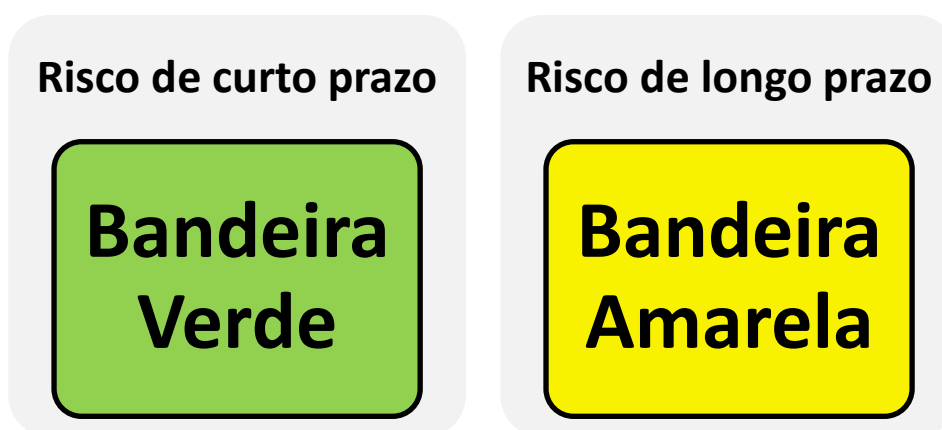 Risco de curto prazo
Bandeira
Verde
Risco de longo prazo
Bandeira
Amarela